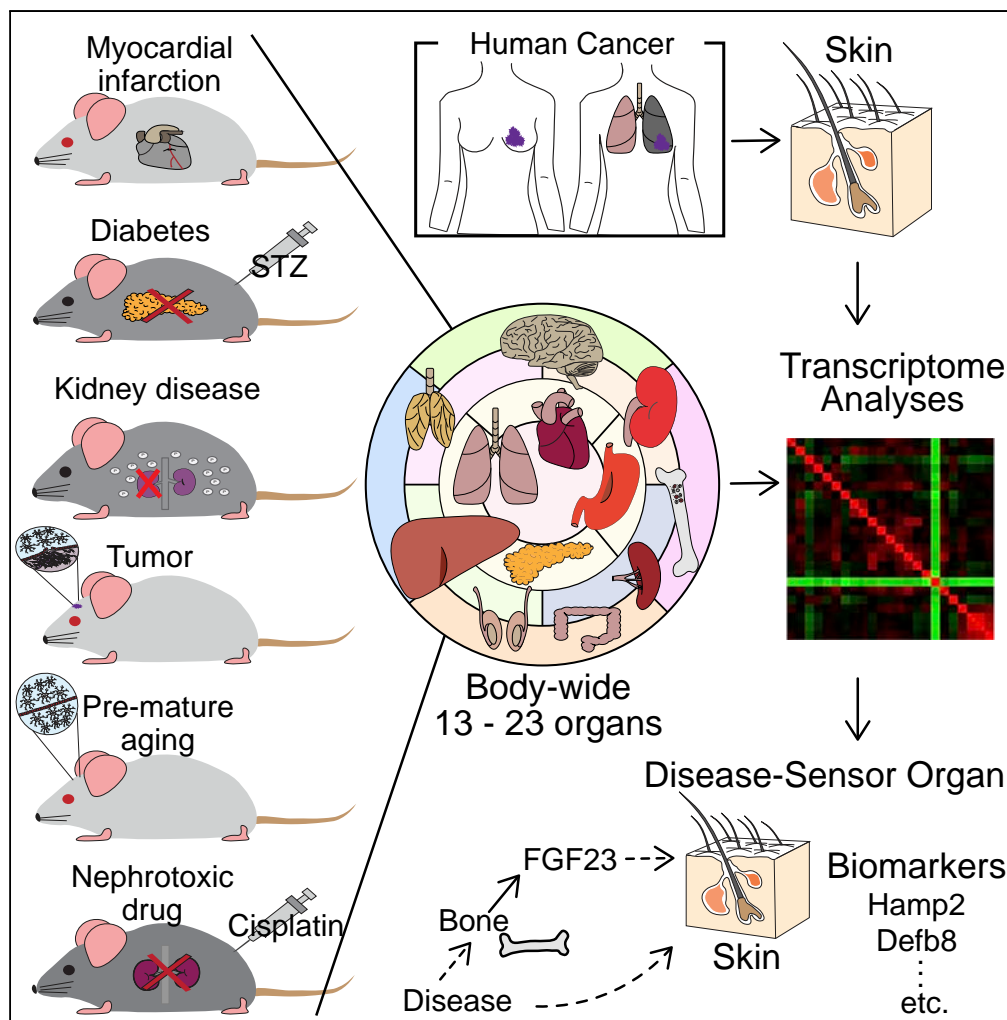 Myocardial
infarction
Diabetes
STZ
Kidney disease
Tumor
Pre-mature
aging
Nephrotoxic
drug
Cisplatin
Human Cancer
Skin
Transcriptome
Analyses
Body-wide
13 - 23 organs
Disease-Sensor Organ
FGF23
Bone
Disease
Skin
Biomarkers
Hamp2
Defb8
etc.